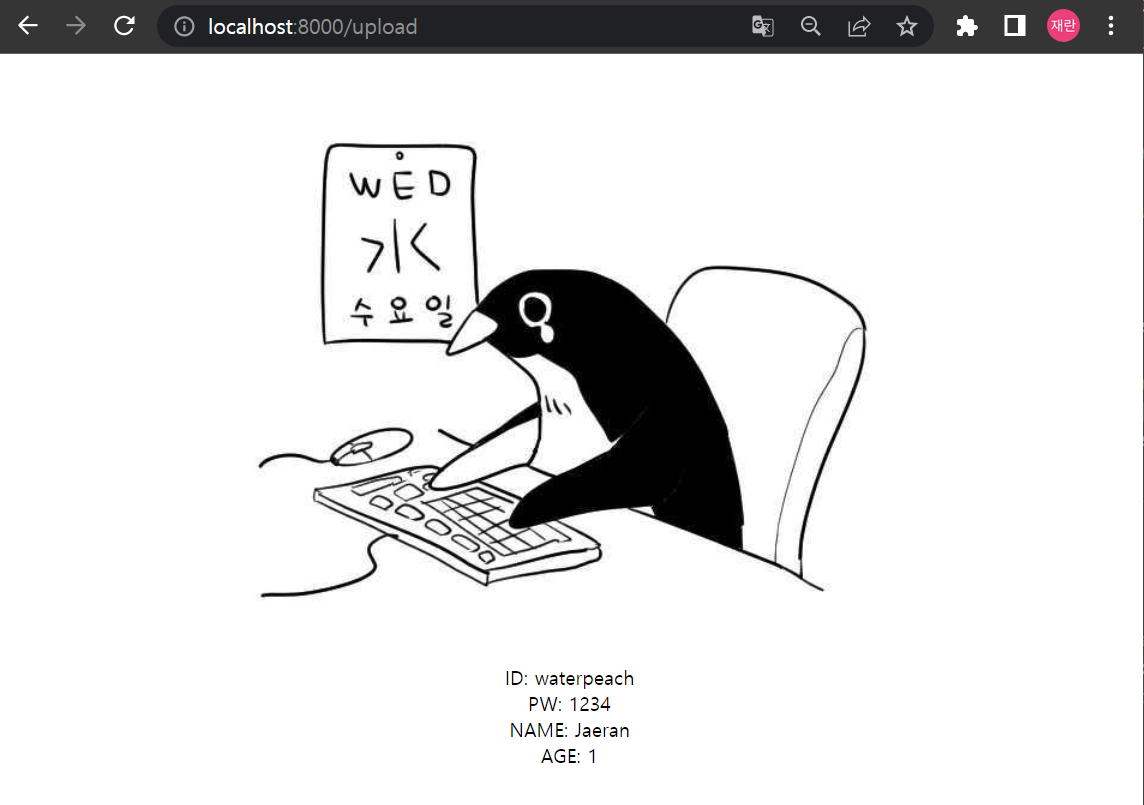 localhost:8000/upload
재란
WED
水
수요일
ID: waterpeach
PW: 1234
NAME: Jaeran
AGE: 1